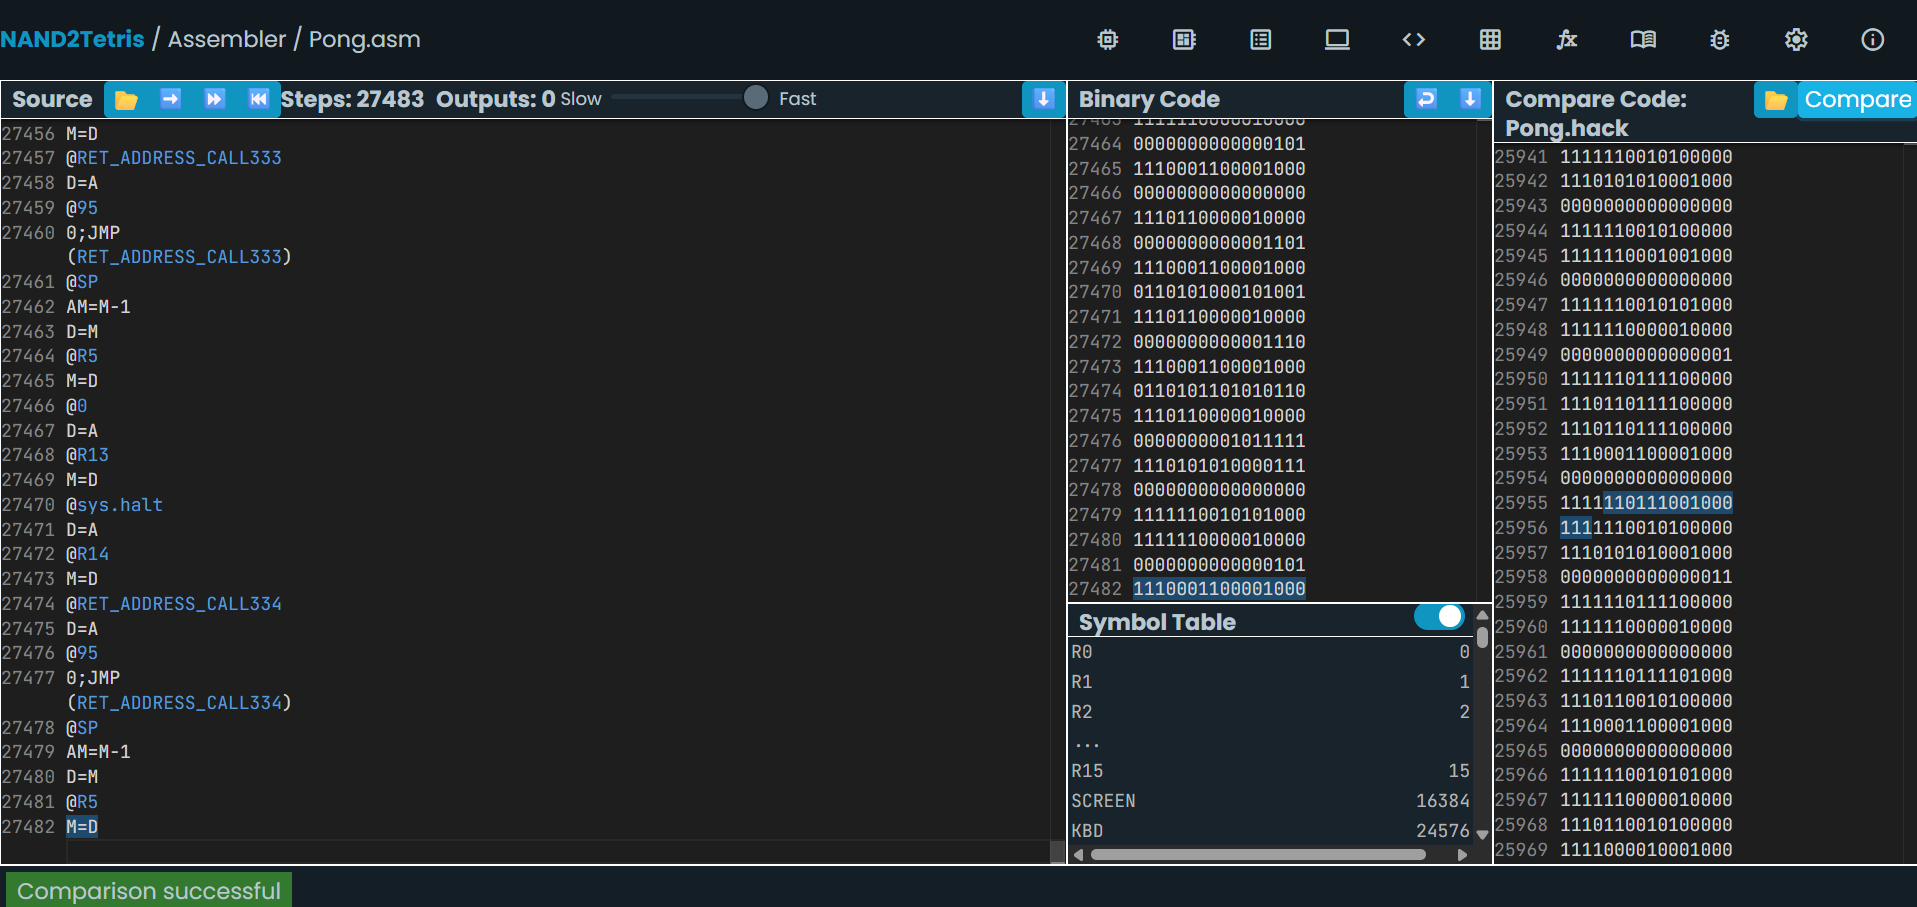 NAND2Tetris / Assembler / Pong.asm
Source Steps: 27483 Outputs: 0 Slow Fast
27456 M=D
27457 @RET_ADDRESS_CALL333
27458 D=A
27459 @95
27460 0;JMP
(RET_ADDRESS_CALL333)
27461 @SP
27462 AM=M-1
27463 D=M
27464 @R5
27465 M=D
27466 @0
27467 D=A
27468 @R13
27469 M=D
27470 @sys.halt
27471 D=A
27472 @R14
27473 M=D
27474 @RET_ADDRESS_CALL334
27475 D=A
27476 @95
27477 0;JMP
(RET_ADDRESS_CALL334)
27478 @SP
27479 AM=M-1
27480 D=M
27481 @R5
27482 M=D
Binary Code
27463 1111110000010000
27464 0000000000000101
27465 1110001100001000
27466 0000000000000000
27467 1110110000010000
27468 0000000000001101
27469 1110001100001000
27470 0110101000101001
27471 1110110000010000
27472 0000000000001110
27473 1110001100001000
27474 0110101101010110
27475 1110110000010000
27476 0000000001011111
27477 1110101010000111
27478 0000000000000000
27479 1111110010101000
27480 1111110000010000
27481 0000000000000101
27482 1110001100001000
Symbol Table
R0 0
R1 1
R2 2
...
R15 15
SCREEN 16384
KBD 24576
Compare Code:
Pong.hack
Compare
25941 1111110010100000
25942 1110101010001000
25943 0000000000000000
25944 1111110010100000
25945 1111110001001000
25946 0000000000000000
25947 1111110010101000
25948 1111110000010000
25949 0000000000000001
25950 1111110111100000
25951 1110110111100000
25952 1110110111100000
25953 1110001100001000
25954 0000000000000000
25955 1111110111001000
25956 1111110010100000
25957 1110101010001000
25958 0000000000000011
25959 1111110111100000
25960 1111110000010000
25961 0000000000000000
25962 1111110111101000
25963 1110110010100000
25964 1110001100001000
25965 0000000000000000
25966 1111110010101000
25967 1111110000010000
25968 1110110010100000
25969 1111000010001000
Comparison successful